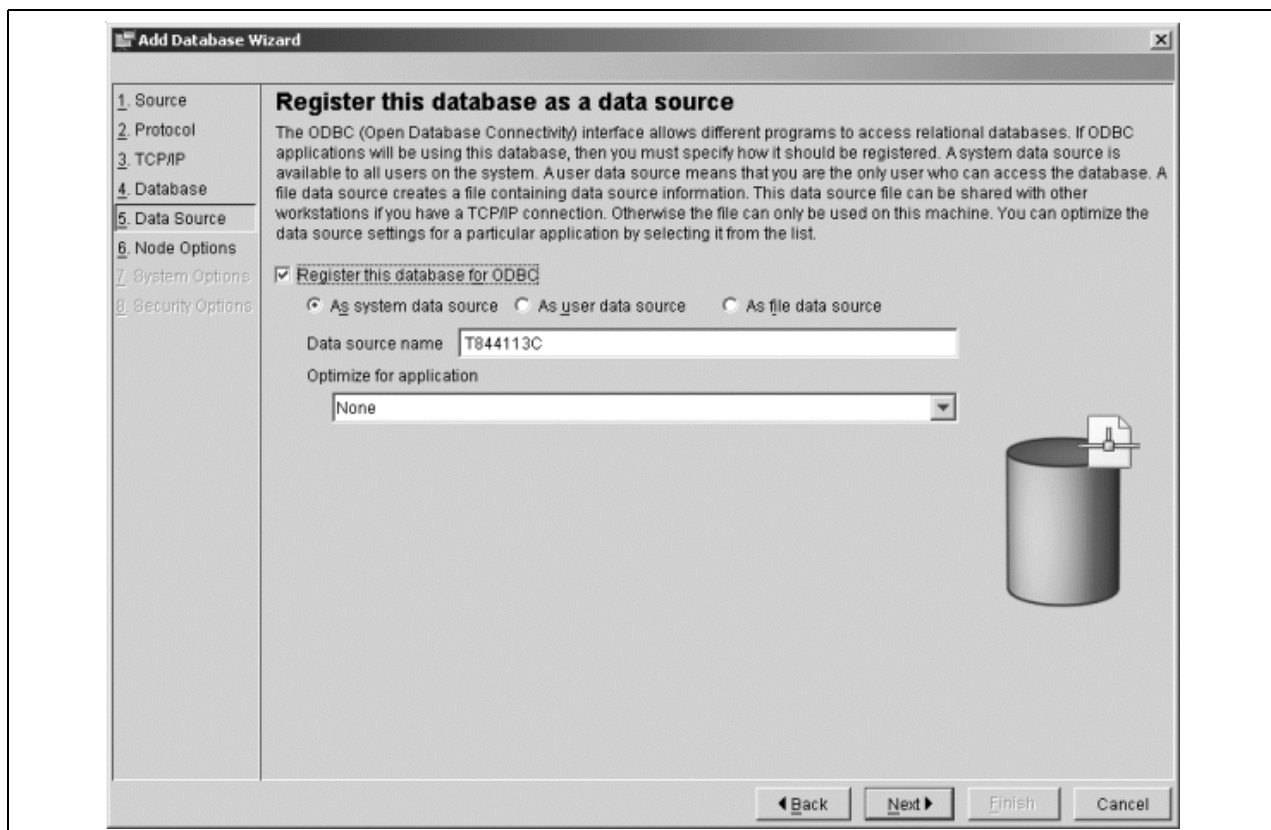 Add Database Wizard
1. Source
2. Protocol
3. TCP/IP
4. Database
5. Data Source
6. Node Options
7. System Options
8. Security Options
Register this database as a data source
The ODBC (Open Database Connectivity) interface allows different programs to access relational databases. If ODBC
applications will be using this database, then you must specify how it should be registered. A system data source is
available to all users on the system. A user data source means that you are the only user who can access the database. A
file data source creates a file containing data source information. This data source file can be shared with other
workstations if you have a TCP/IP connection. Otherwise the file can only be used on this machine. You can optimize the
data source settings for a particular application by selecting it from the list.
Register this database for ODBC
As system data source As user data source As file data source
Data source name T844113C
Optimize for application
None
Back Next Finish Cancel